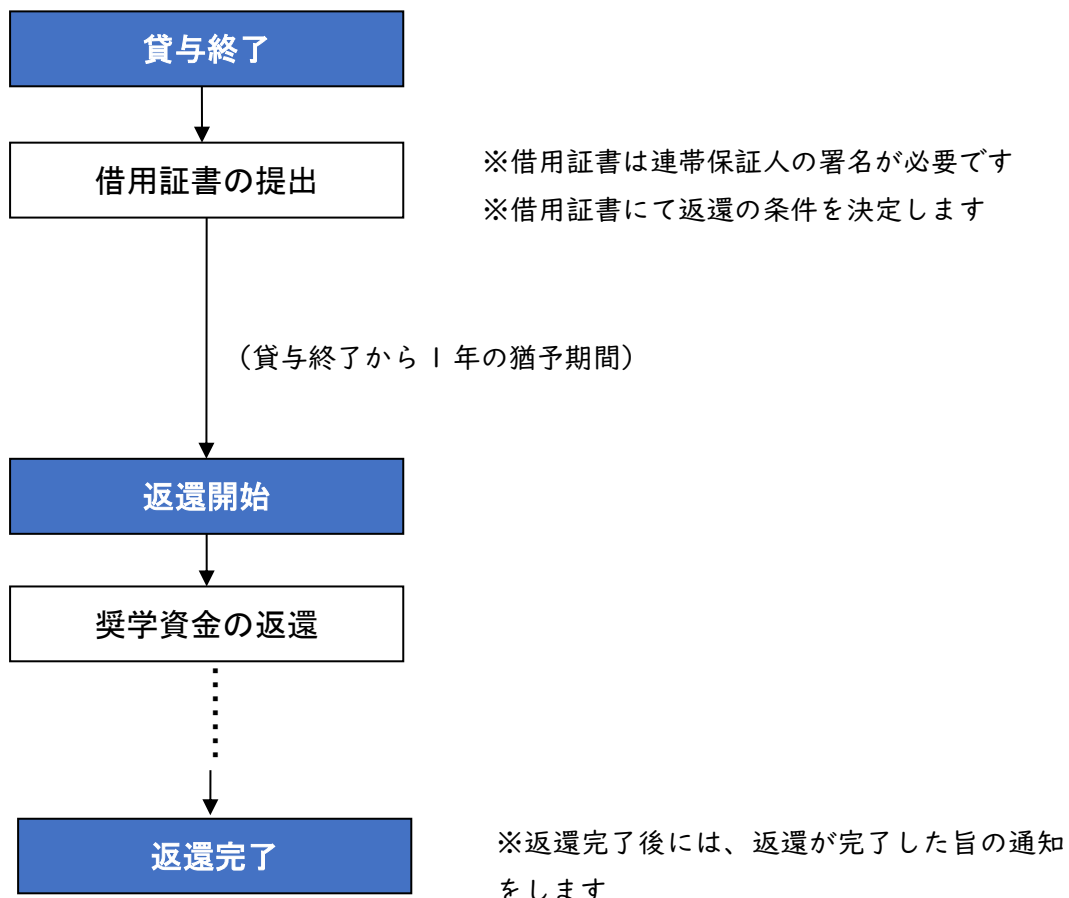 貸与終了
借用証書の提出
※借用証書は連帯保証人の署名が必要です
※借用証書にて返還の条件を決定します
（貸与終了から１年の猶予期間）
返還開始
奨学資金の返還
返還完了
※返還完了後には、返還が完了した旨の通知
をします